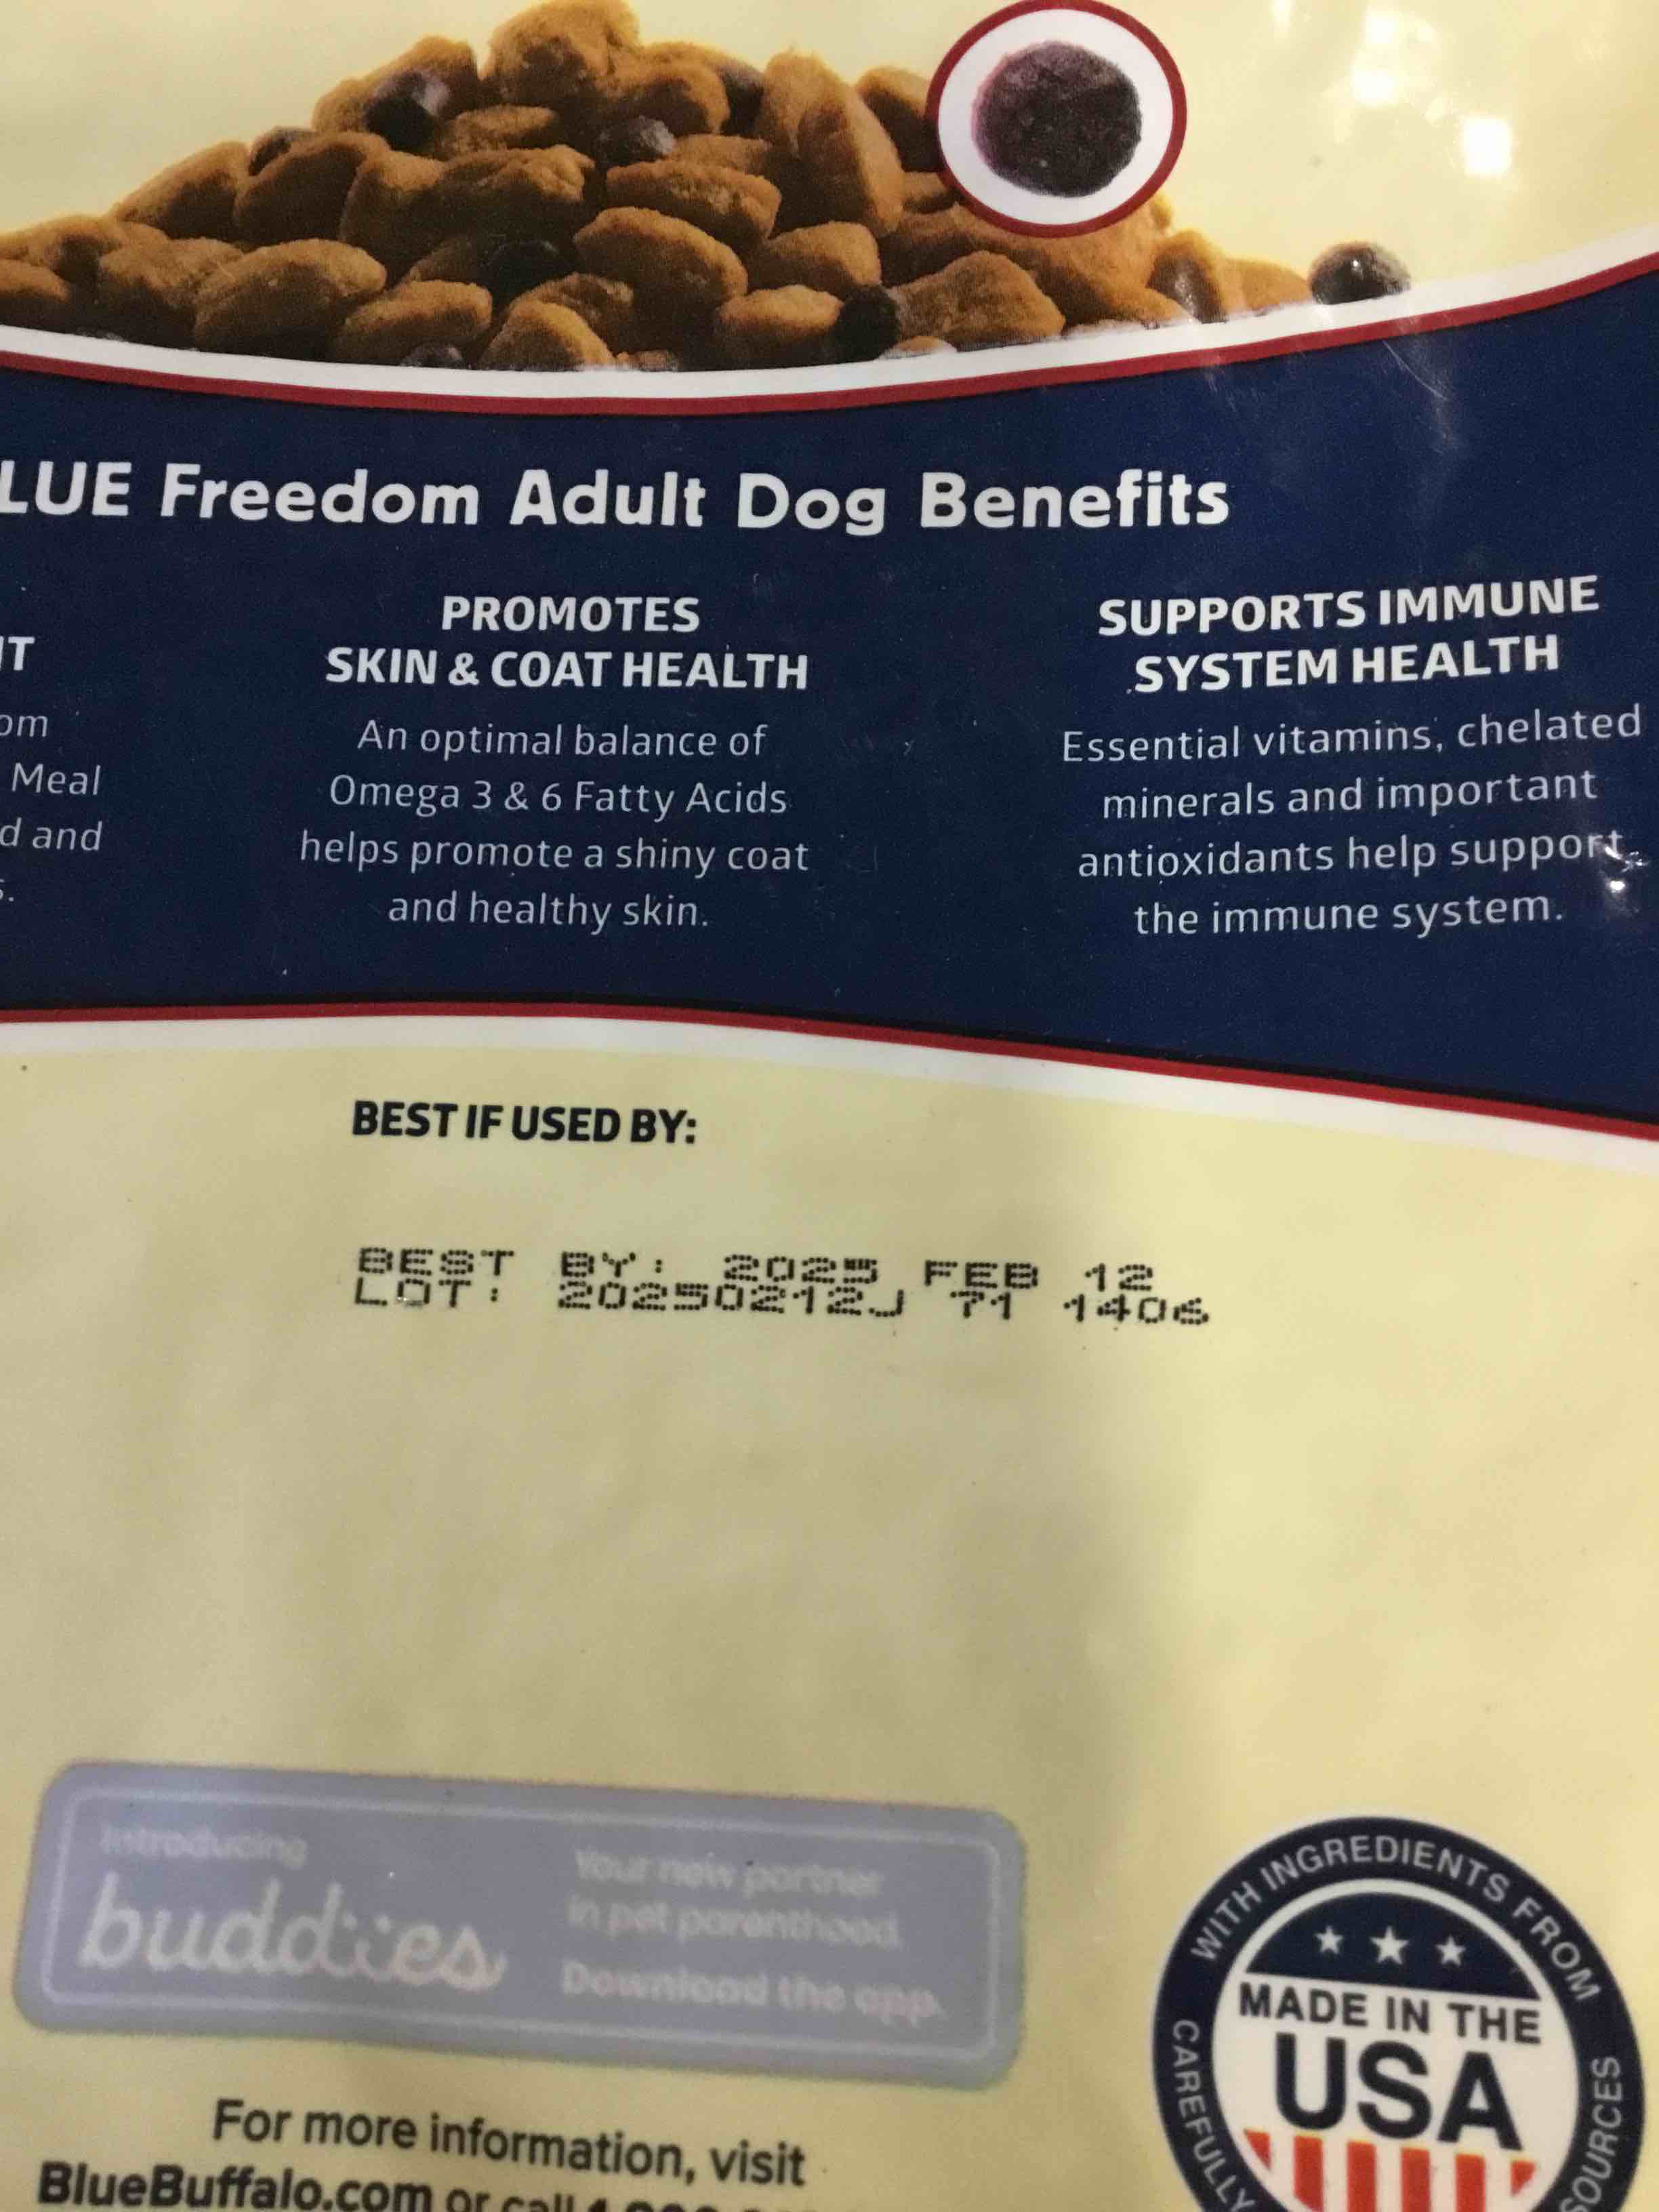 LUE Freedom Adult Dog Benefits
IT
om
Meal
d and
s.
PROMOTES
SKIN & COAT HEALTH
An optimal balance of
Omega 3 & 6 Fatty Acids
helps promote a shiny coat
and healthy skin.
SUPPORTS IMMUNE
SYSTEM HEALTH
Essential vitamins, chelated
minerals and important
antioxidants help support
the immune system.
BEST IF USED BY:
BEST BY: 2025 FEB 12
LOT: 20250212J 71 1406
Introducing
buddies
Your new partner
in pet parenthood.
Download the app.
For more information, visit
BlueBuffalo.com or call
WITH INGREDIENTS FROM
CAREFULLY
SOURCES
MADE IN THE
USA